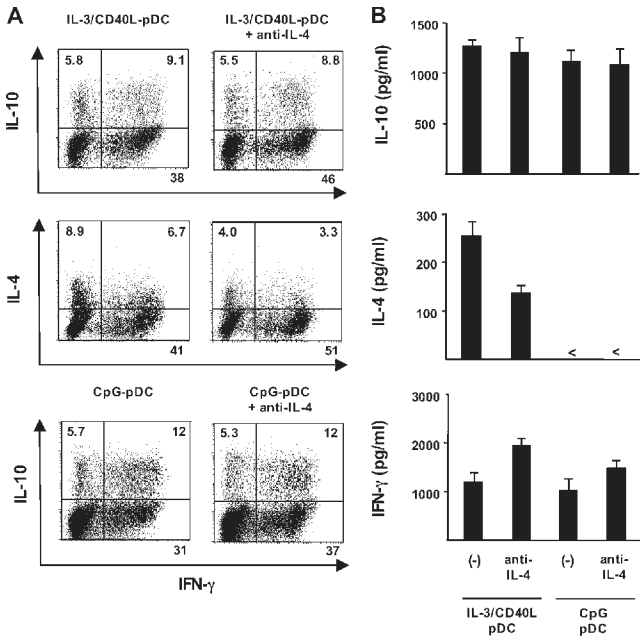 A
IL-3/CD40L-pDC
IL-3/CD40L-pDC
+ anti-IL-4
IL-10
5.8
9.1
38
5.5
8.8
46
IL-4
8.9
6.7
41
4.0
3.3
51
CpG-pDC
CpG-pDC
+ anti-IL-4
IL-10
5.7
12
31
5.3
12
37
IFN-γ
B
IL-10 (pg/ml)
1500
1000
500
IL-4 (pg/ml)
300
200
100
<
<
IFN-γ (pg/ml)
3000
2000
1000
(-)
anti-
IL-4
(-)
anti-
IL-4
IL-3/CD40L
pDC
CpG
pDC